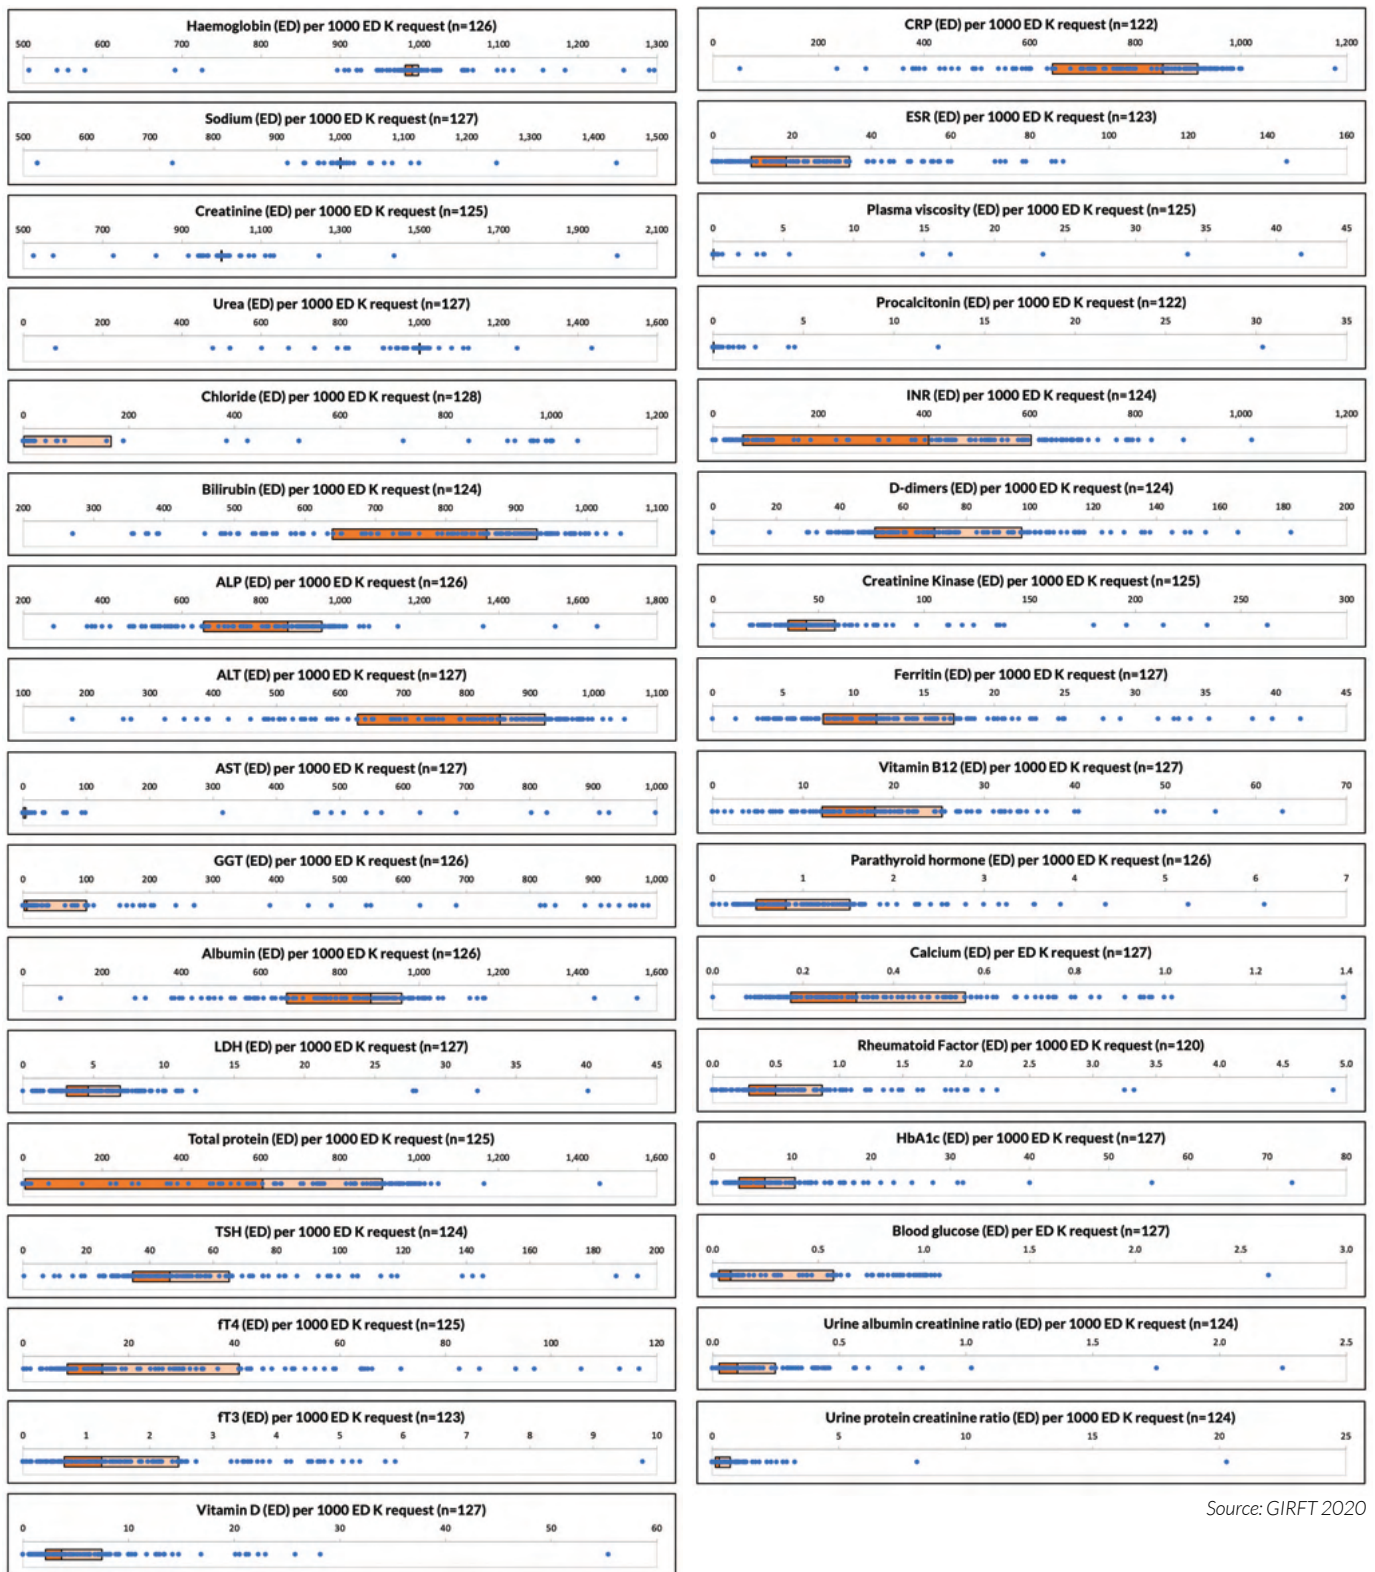 Haemoglobin (ED) per 1000 ED K request (n=126)
500 600 700 800 900 1,000 1,100 1,200 1,300
Sodium (ED) per 1000 ED K request (n=127)
500 600 700 800 900 1,000 1,100 1,200 1,300 1,400 1,500
Creatinine (ED) per 1000 ED K request (n=125)
500 700 900 1,100 1,300 1,500 1,700 1,900 2,100
Urea (ED) per 1000 ED K request (n=127)
0 200 400 600 800 1,000 1,200 1,400 1,600
Chloride (ED) per 1000 ED K request (n=128)
0 200 400 600 800 1,000 1,200
Bilirubin (ED) per 1000 ED K request (n=124)
200 300 400 500 600 700 800 900 1,000 1,100
ALP (ED) per 1000 ED K request (n=126)
200 400 600 800 1,000 1,200 1,400 1,600 1,800
ALT (ED) per 1000 ED K request (n=127)
100 200 300 400 500 600 700 800 900 1,000 1,100
AST (ED) per 1000 ED K request (n=127)
0 100 200 300 400 500 600 700 800 900 1,000
GGT (ED) per 1000 ED K request (n=126)
0 100 200 300 400 500 600 700 800 900 1,000
Albumin (ED) per 1000 ED K request (n=126)
0 200 400 600 800 1,000 1,200 1,400 1,600
LDH (ED) per 1000 ED K request (n=127)
0 5 10 15 20 25 30 35 40 45
Total protein (ED) per 1000 ED K request (n=125)
0 200 400 600 800 1,000 1,200 1,400 1,600
TSH (ED) per 1000 ED K request (n=124)
0 20 40 60 80 100 120 140 160 180 200
fT4 (ED) per 1000 ED K request (n=125)
0 20 40 60 80 100 120
fT3 (ED) per 1000 ED K request (n=123)
0 1 2 3 4 5 6 7 8 9 10
Vitamin D (ED) per 1000 ED K request (n=127)
0 10 20 30 40 50 60
CRP (ED) per 1000 ED K request (n=122)
0 200 400 600 800 1,000 1,200
ESR (ED) per 1000 ED K request (n=123)
0 20 40 60 80 100 120 140 160
Plasma viscosity (ED) per 1000 ED K request (n=125)
0 5 10 15 20 25 30 35 40 45
Procalcitonin (ED) per 1000 ED K request (n=122)
0 5 10 15 20 25 30 35
INR (ED) per 1000 ED K request (n=124)
0 200 400 600 800 1,000 1,200
D-dimers (ED) per 1000 ED K request (n=124)
0 20 40 60 80 100 120 140 160 180 200
Creatinine Kinase (ED) per 1000 ED K request (n=125)
0 50 100 150 200 250 300
Ferritin (ED) per 1000 ED K request (n=127)
0 5 10 15 20 25 30 35 40 45
Vitamin B12 (ED) per 1000 ED K request (n=127)
0 10 20 30 40 50 60 70
Parathyroid hormone (ED) per 1000 ED K request (n=126)
0 1 2 3 4 5 6 7
Calcium (ED) per ED K request (n=127)
0.0 0.2 0.4 0.6 0.8 1.0 1.2 1.4
Rheumatoid Factor (ED) per 1000 ED K request (n=120)
0.0 0.5 1.0 1.5 2.0 2.5 3.0 3.5 4.0 4.5 5.0
HbA1c (ED) per 1000 ED K request (n=127)
0 10 20 30 40 50 60 70 80
Blood glucose (ED) per ED K request (n=127)
0.0 0.5 1.0 1.5 2.0 2.5 3.0
Urine albumin creatinine ratio (ED) per 1000 ED K request (n=124)
0.0 0.5 1.0 1.5 2.0 2.5
Urine protein creatinine ratio (ED) per 1000 ED K request (n=124)
0 5 10 15 20 25
Source: GIRFT 2020